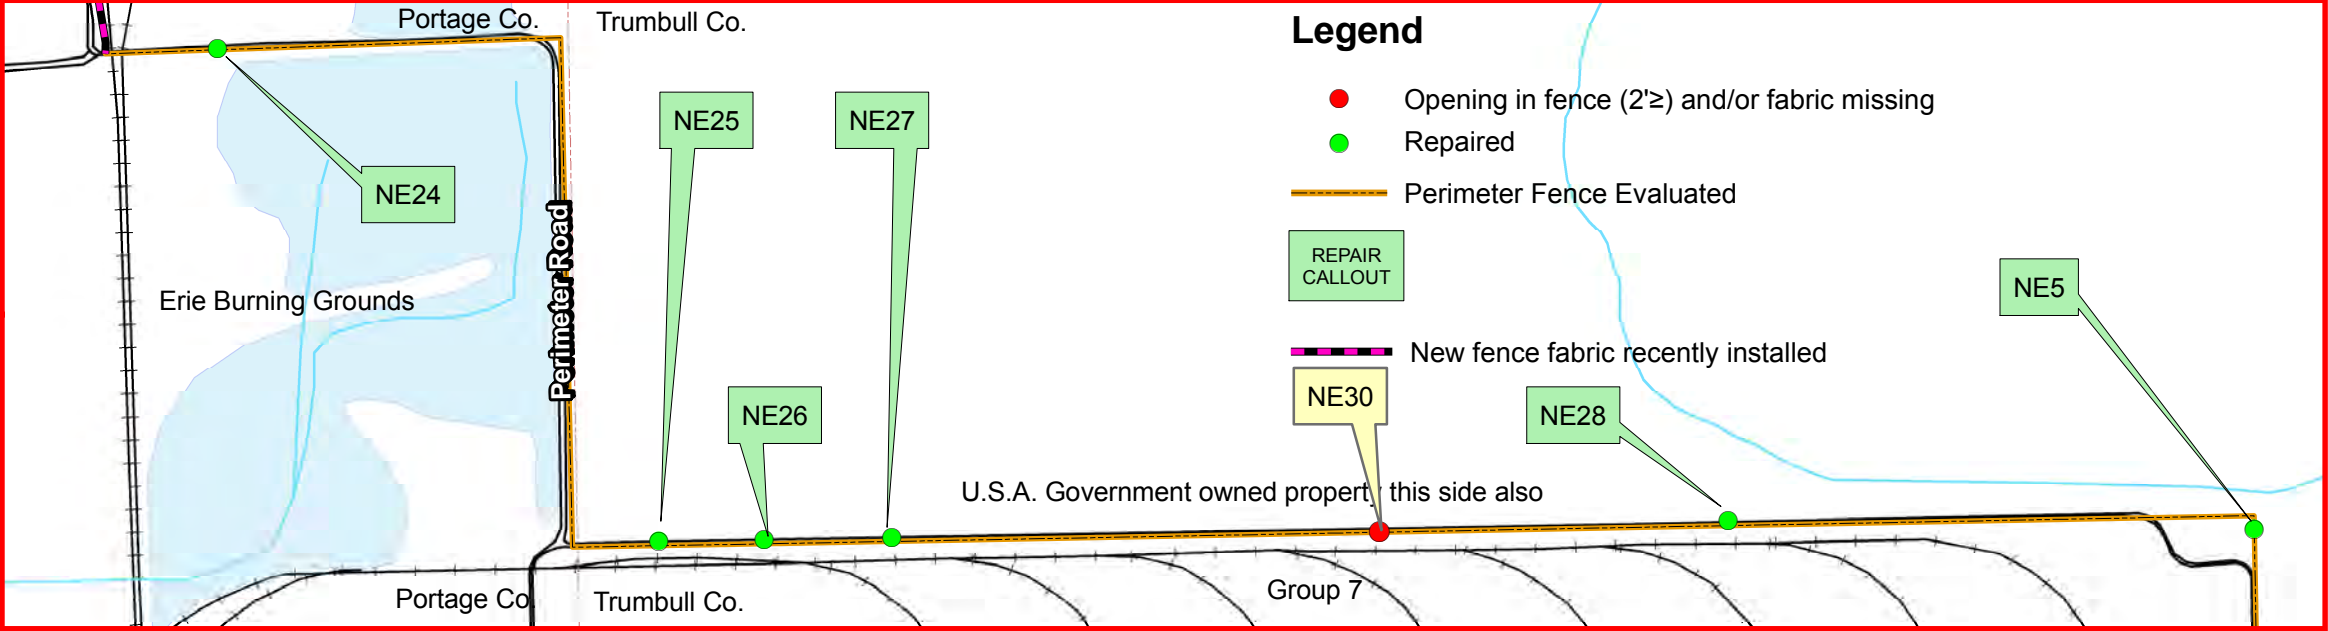 Portage Co.
Trumbull Co.
Legend
Opening in fence (2'≥) and/or fabric missing
Repaired
Perimeter Fence Evaluated
REPAIR
CALLOUT
New fence fabric recently installed
NE24
NE25
NE27
NE26
NE30
NE28
NE5
Perimeter Road
Erie Burning Grounds
U.S.A. Government owned property this side also
Group 7
Portage Co.
Trumbull Co.